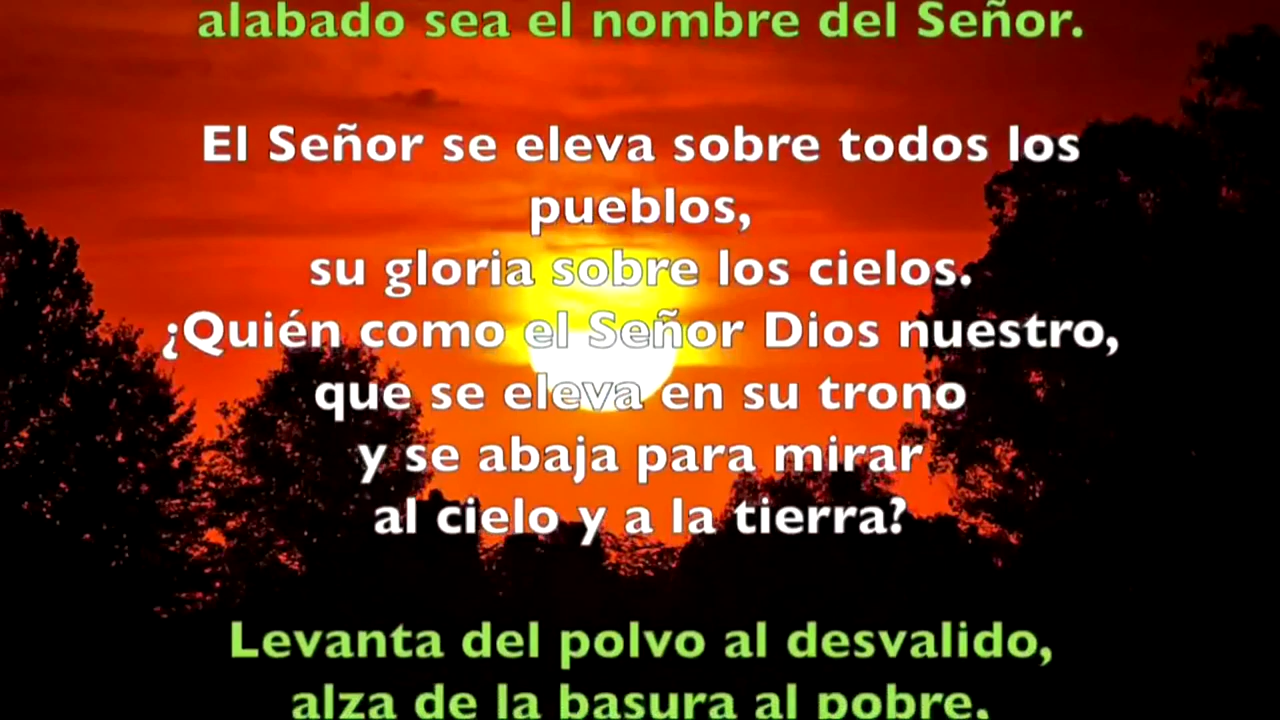 alabado sea el nombre del Señor.
El Señor se eleva sobre todos los
pueblos,
su gloria sobre los cielos.
¿Quién como el Señor Dios nuestro,
que se eleva en su trono
y se abaja para mirar
al cielo y a la tierra?
Levanta del polvo al desvalido,
alza de la basura al pobre,